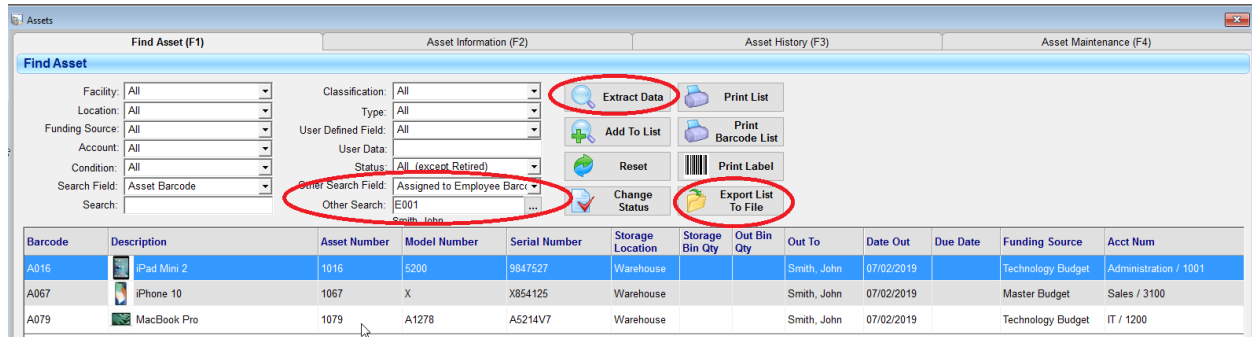 Assets
Find Asset (F1) Asset Information (F2) Asset History (F3) Asset Maintenance (F4)
Find Asset
Facility: All Classification: All Extract Data Print List
Location: All Type: All
Funding Source: All User Defined Field: All Add To List Print Barcode List
Account: All User Data:
Condition: All Status: All (except Retired) Reset Print Label
Search Field: Asset Barcode Other Search Field: Assigned to Employee Barc
Search: Other Search: E001 ... Change Status Export List To File
Smith, John
Barcode Description Asset Number Model Number Serial Number Storage Location Storage Bin Qty Out Bin Qty Out To Date Out Due Date Funding Source Acct Num
A016 iPad Mini 2 1016 5200 9847527 Warehouse Smith, John 07/02/2019 Technology Budget Administration / 1001
A067 iPhone 10 1067 X X854125 Warehouse Smith, John 07/02/2019 Master Budget Sales / 3100
A079 MacBook Pro 1079 A1278 A5214V7 Warehouse Smith, John 07/02/2019 Technology Budget IT / 1200